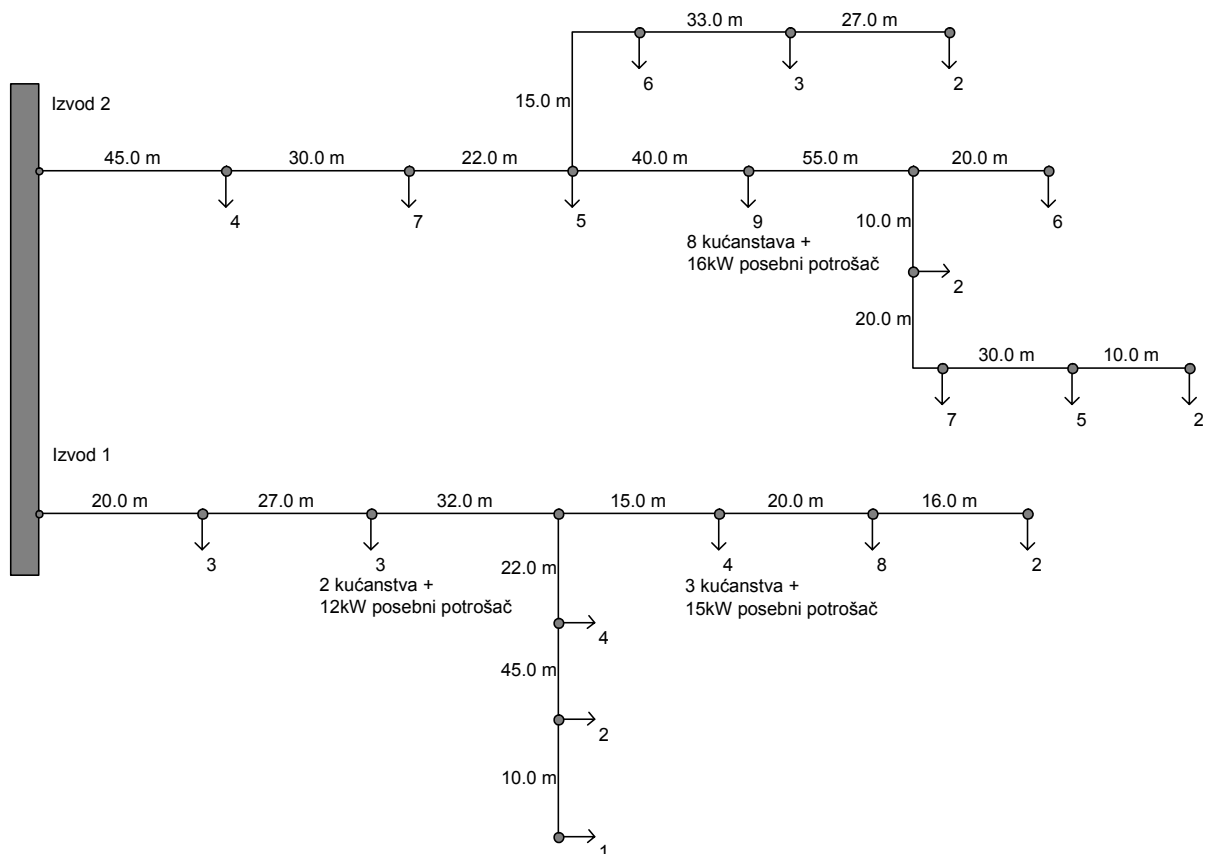 33.0 m
27.0 m
6
3
2
Izvod 2
15.0 m
45.0 m
30.0 m
22.0 m
40.0 m
55.0 m
20.0 m
4
7
5
9
6
8 kućanstava +
16kW posebni potrošač
10.0 m
2
20.0 m
30.0 m
10.0 m
7
5
2
Izvod 1
20.0 m
27.0 m
32.0 m
15.0 m
20.0 m
16.0 m
3
3
4
8
2
2 kućanstva +
12kW posebni potrošač
3 kućanstva +
15kW posebni potrošač
22.0 m
4
45.0 m
2
10.0 m
1